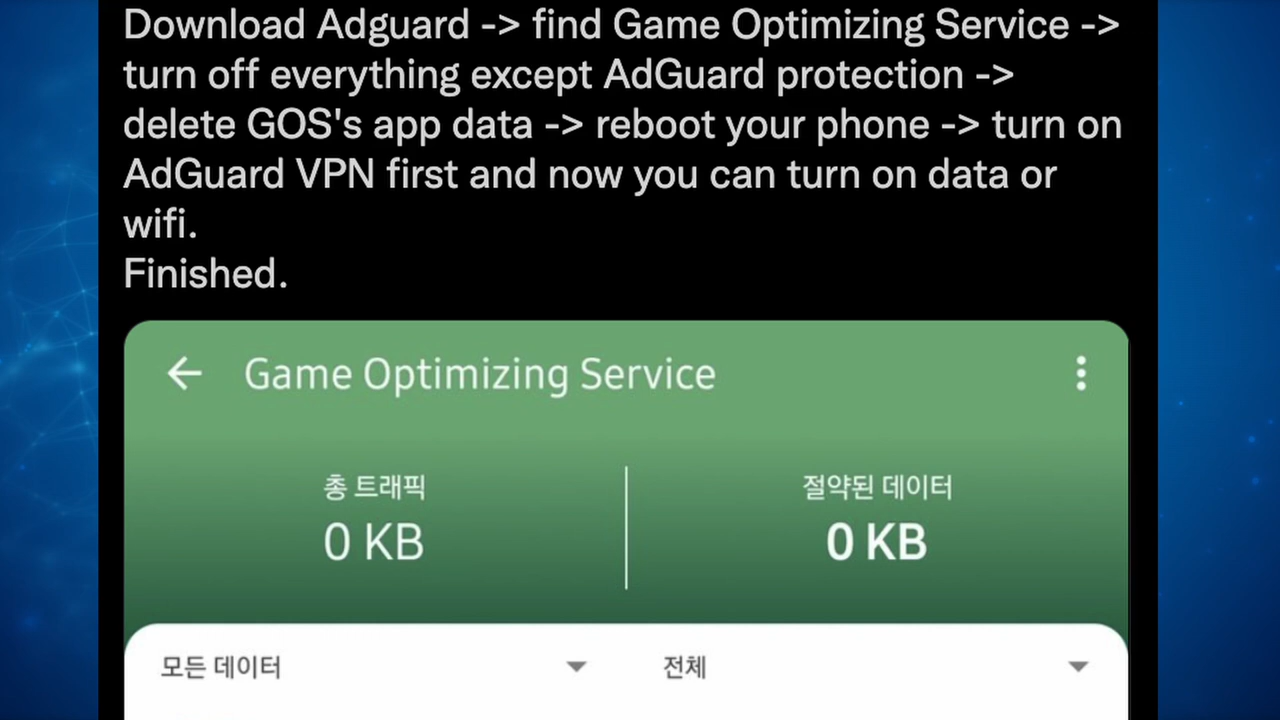 Download Adguard -> find Game Optimizing Service ->
turn off everything except AdGuard protection ->
delete GOS's app data -> reboot your phone -> turn on
AdGuard VPN first and now you can turn on data or
wifi.
Finished.
Game Optimizing Service
총 트래픽 절약된 데이터
0 KB 0 KB
모든 데이터 전체